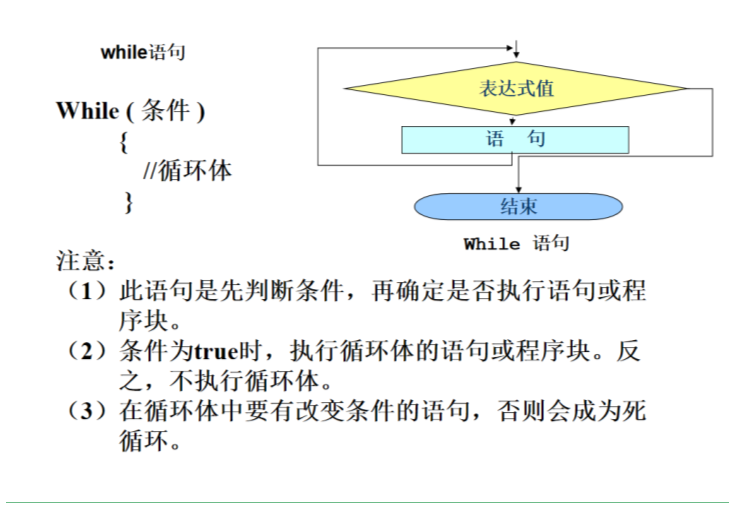 while语句
While ( 条件 )
{
//循环体
}
表达式值
语 句
结束
While 语句
注意：
（1）此语句是先判断条件，再确定是否执行语句或程
序块。
（2）条件为true时，执行循环体的语句或程序块。反
之，不执行循环体。
（3）在循环体中要有改变条件的语句，否则会成为死
循环。